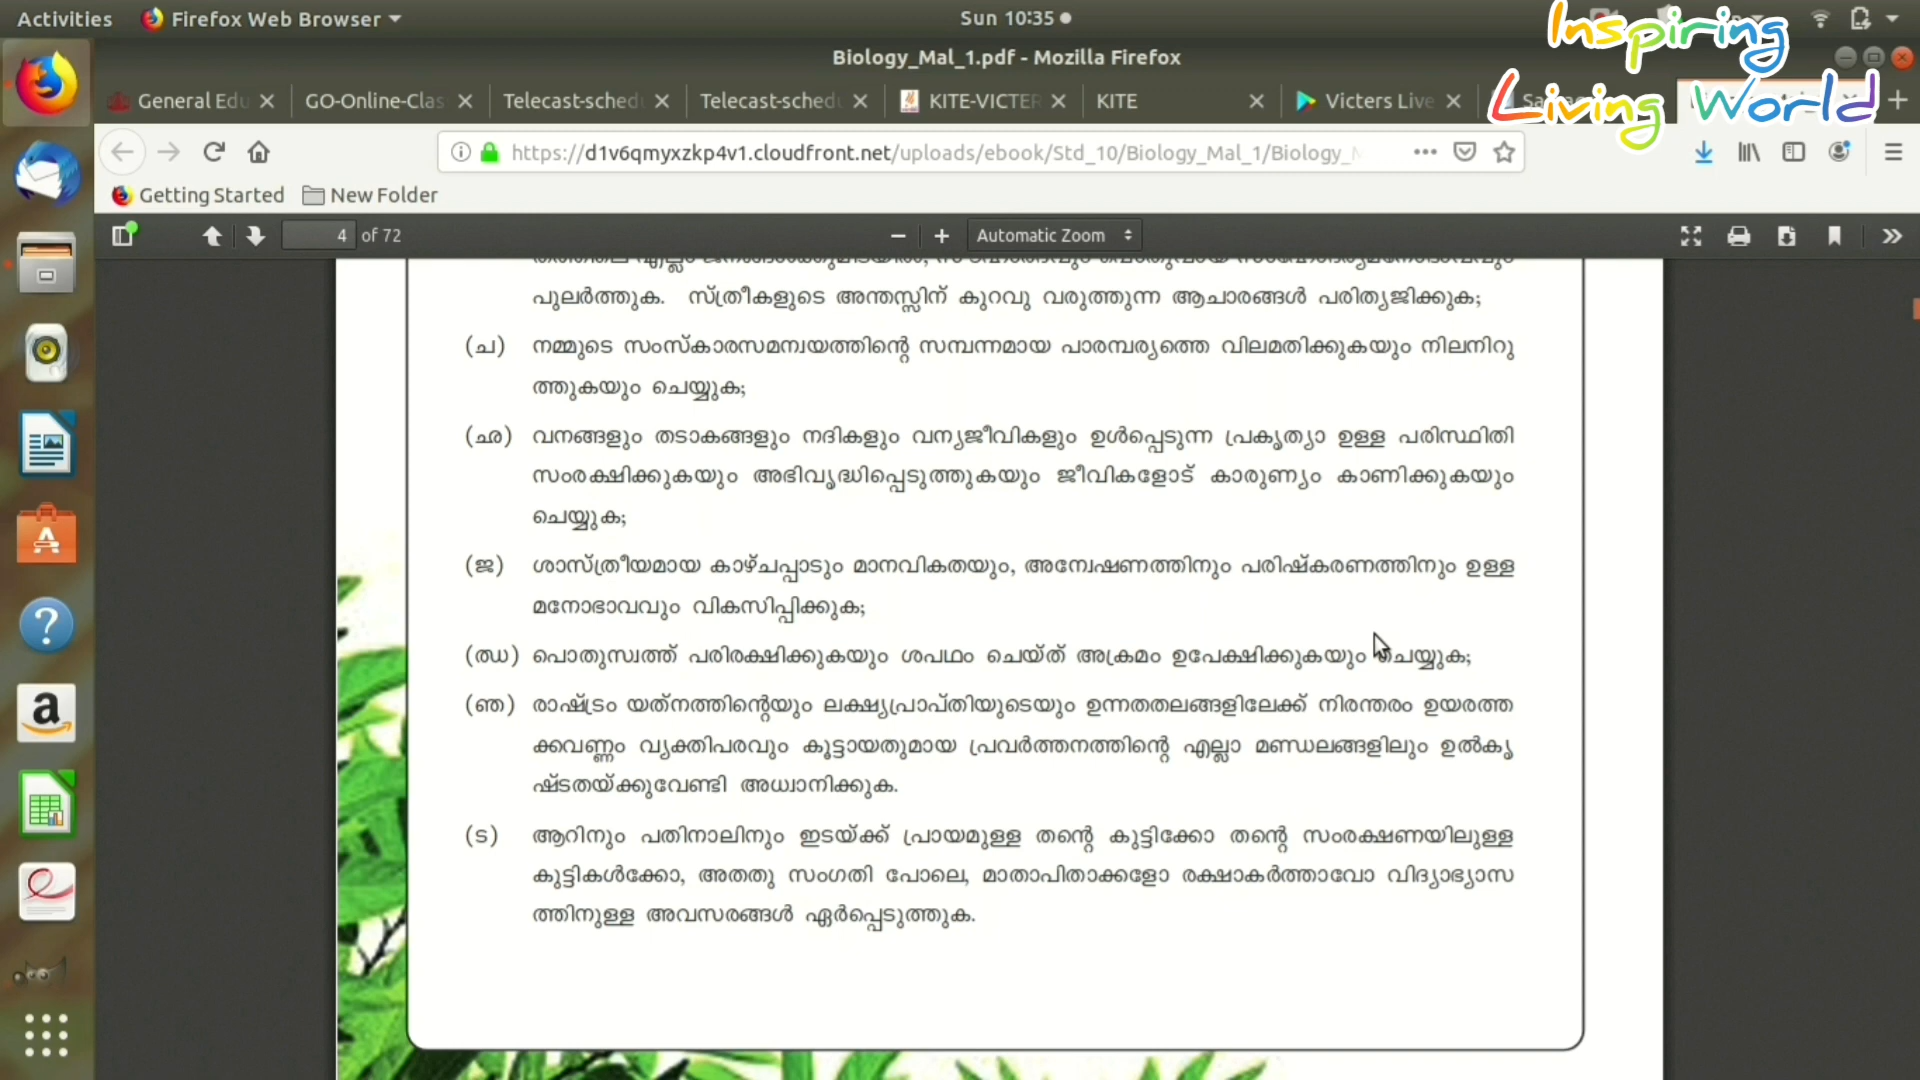 Activities
Firefox Web Browser
Sun 10:35
Inspiring
Living World
Biology_Mal_1.pdf - Mozilla Firefox
General Edu
GO-Online-Clas
Telecast-schedu
Telecast-schedu
KITE-VICTER
KITE
Victers Live
https://d1v6qmyxzkp4v1.cloudfront.net/uploads/ebook/Std_10/Biology_Mal_1/Biology_
Getting Started
New Folder
4 of 72
Automatic Zoom
പുലർത്തുക. സ്ത്രീകളുടെ അന്തസ്സിന് കുറവു വരുത്തുന്ന ആചാരങ്ങൾ പരിത്യജിക്കുക;
(ച) നമ്മുടെ സംസ്കാരസമന്വയത്തിന്റെ സമ്പന്നമായ പാരമ്പര്യത്തെ വിലമതിക്കുകയും നിലനിറു
ത്തുകയും ചെയ്യുക;
(ഛ) വനങ്ങളും തടാകങ്ങളും നദികളും വന്യജീവികളും ഉൾപ്പെടുന്ന പ്രകൃത്യാ ഉള്ള പരിസ്ഥിതി
സംരക്ഷിക്കുകയും അഭിവൃദ്ധിപ്പെടുത്തുകയും ജീവികളോട് കാരുണ്യം കാണിക്കുകയും
ചെയ്യുക;
(ജ) ശാസ്ത്രീയമായ കാഴ്ചപ്പാടും മാനവികതയും, അന്വേഷണത്തിനും പരിഷ്കരണത്തിനും ഉള്ള
മനോഭാവവും വികസിപ്പിക്കുക;
(ഝ) പൊതുസ്വത്ത് പരിരക്ഷിക്കുകയും ശപഥം ചെയ്ത് അക്രമം ഉപേക്ഷിക്കുകയും ചെയ്യുക;
(ഞ) രാഷ്ട്രം യത്നത്തിന്റെയും ലക്ഷ്യപ്രാപ്തിയുടെയും ഉന്നതതലങ്ങളിലേക്ക് നിരന്തരം ഉയരത്ത
ക്കവണ്ണം വ്യക്തിപരവും കൂട്ടായതുമായ പ്രവർത്തനത്തിന്റെ എല്ലാ മണ്ഡലങ്ങളിലും ഉൽകൃ
ഷ്ടതയ്ക്കുവേണ്ടി അധ്വാനിക്കുക.
(ട) ആറിനും പതിനാലിനും ഇടയ്ക്ക് പ്രായമുള്ള തന്റെ കുട്ടിക്കോ തന്റെ സംരക്ഷണയിലുള്ള
കുട്ടികൾക്കോ, അതതു സംഗതി പോലെ, മാതാപിതാക്കളോ രക്ഷാകർത്താവോ വിദ്യാഭ്യാസ
ത്തിനുള്ള അവസരങ്ങൾ ഏർപ്പെടുത്തുക.